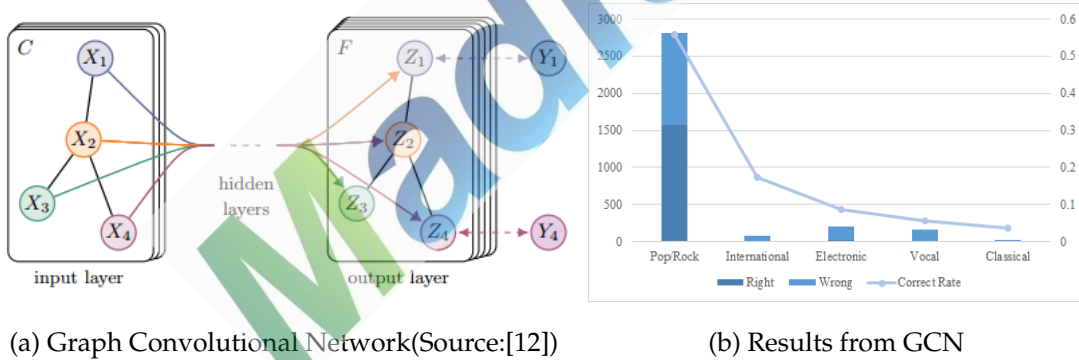 C
X1
X2
X3
X4
input layer
hidden
layers
F
Z1
Z2
Z3
Z4
output layer
Y1
Y4
3000
2500
2000
1500
1000
500
0
0.6
0.5
0.4
0.3
0.2
0.1
0
Pop/Rock International Electronic Vocal Classical
Right Wrong Correct Rate
(a) Graph Convolutional Network(Source:[12])
(b) Results from GCN